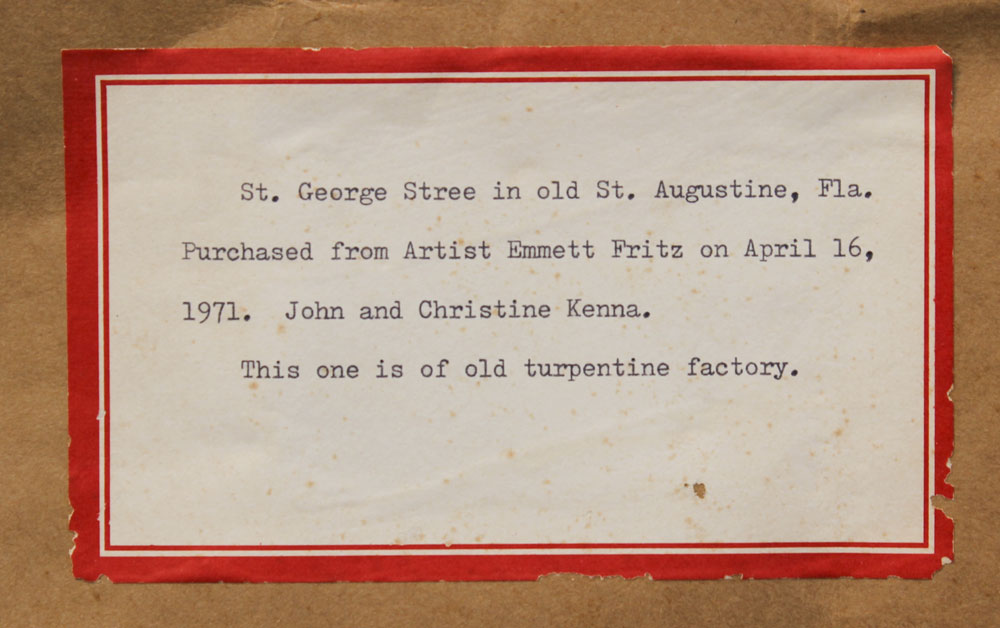 St. George Stree in old St. Augustine, Fla.
Purchased from Artist Emmett Fritz on April 16,
1971.  John and Christine Kenna.
This one is of old turpentine factory.